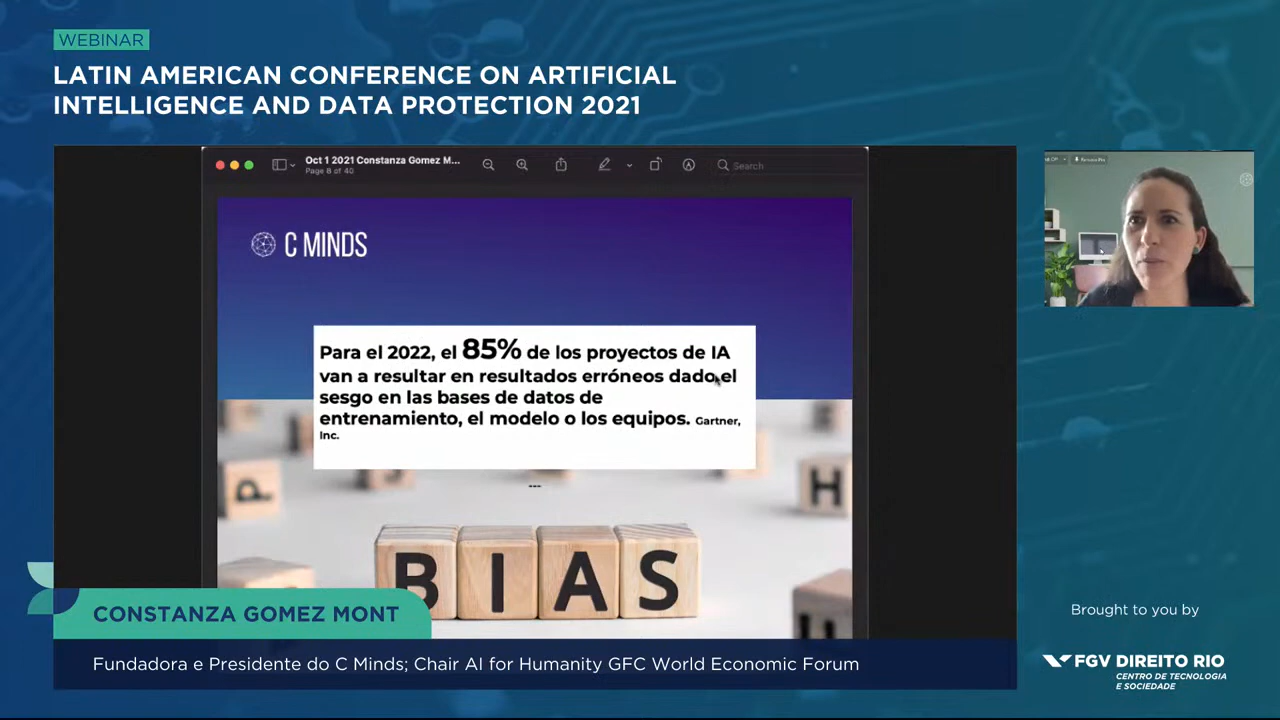 WEBINAR
LATIN AMERICAN CONFERENCE ON ARTIFICIAL
INTELLIGENCE AND DATA PROTECTION 2021
Oct 1 2021 Constanza Gomez M...
Page 8 of 40
Search
C MINDS
Para el 2022, el 85% de los proyectos de IA
van a resultar en resultados erróneos dado el
sesgo en las bases de datos de
entrenamiento, el modelo o los equipos. Gartner,
Inc.
---
P
H
BIAS
CONSTANZA GOMEZ MONT
Fundadora e Presidente do C Minds; Chair AI for Humanity GFC World Economic Forum
Brought to you by
FGV DIREITO RIO
CENTRO DE TECNOLOGIA
E SOCIEDADE